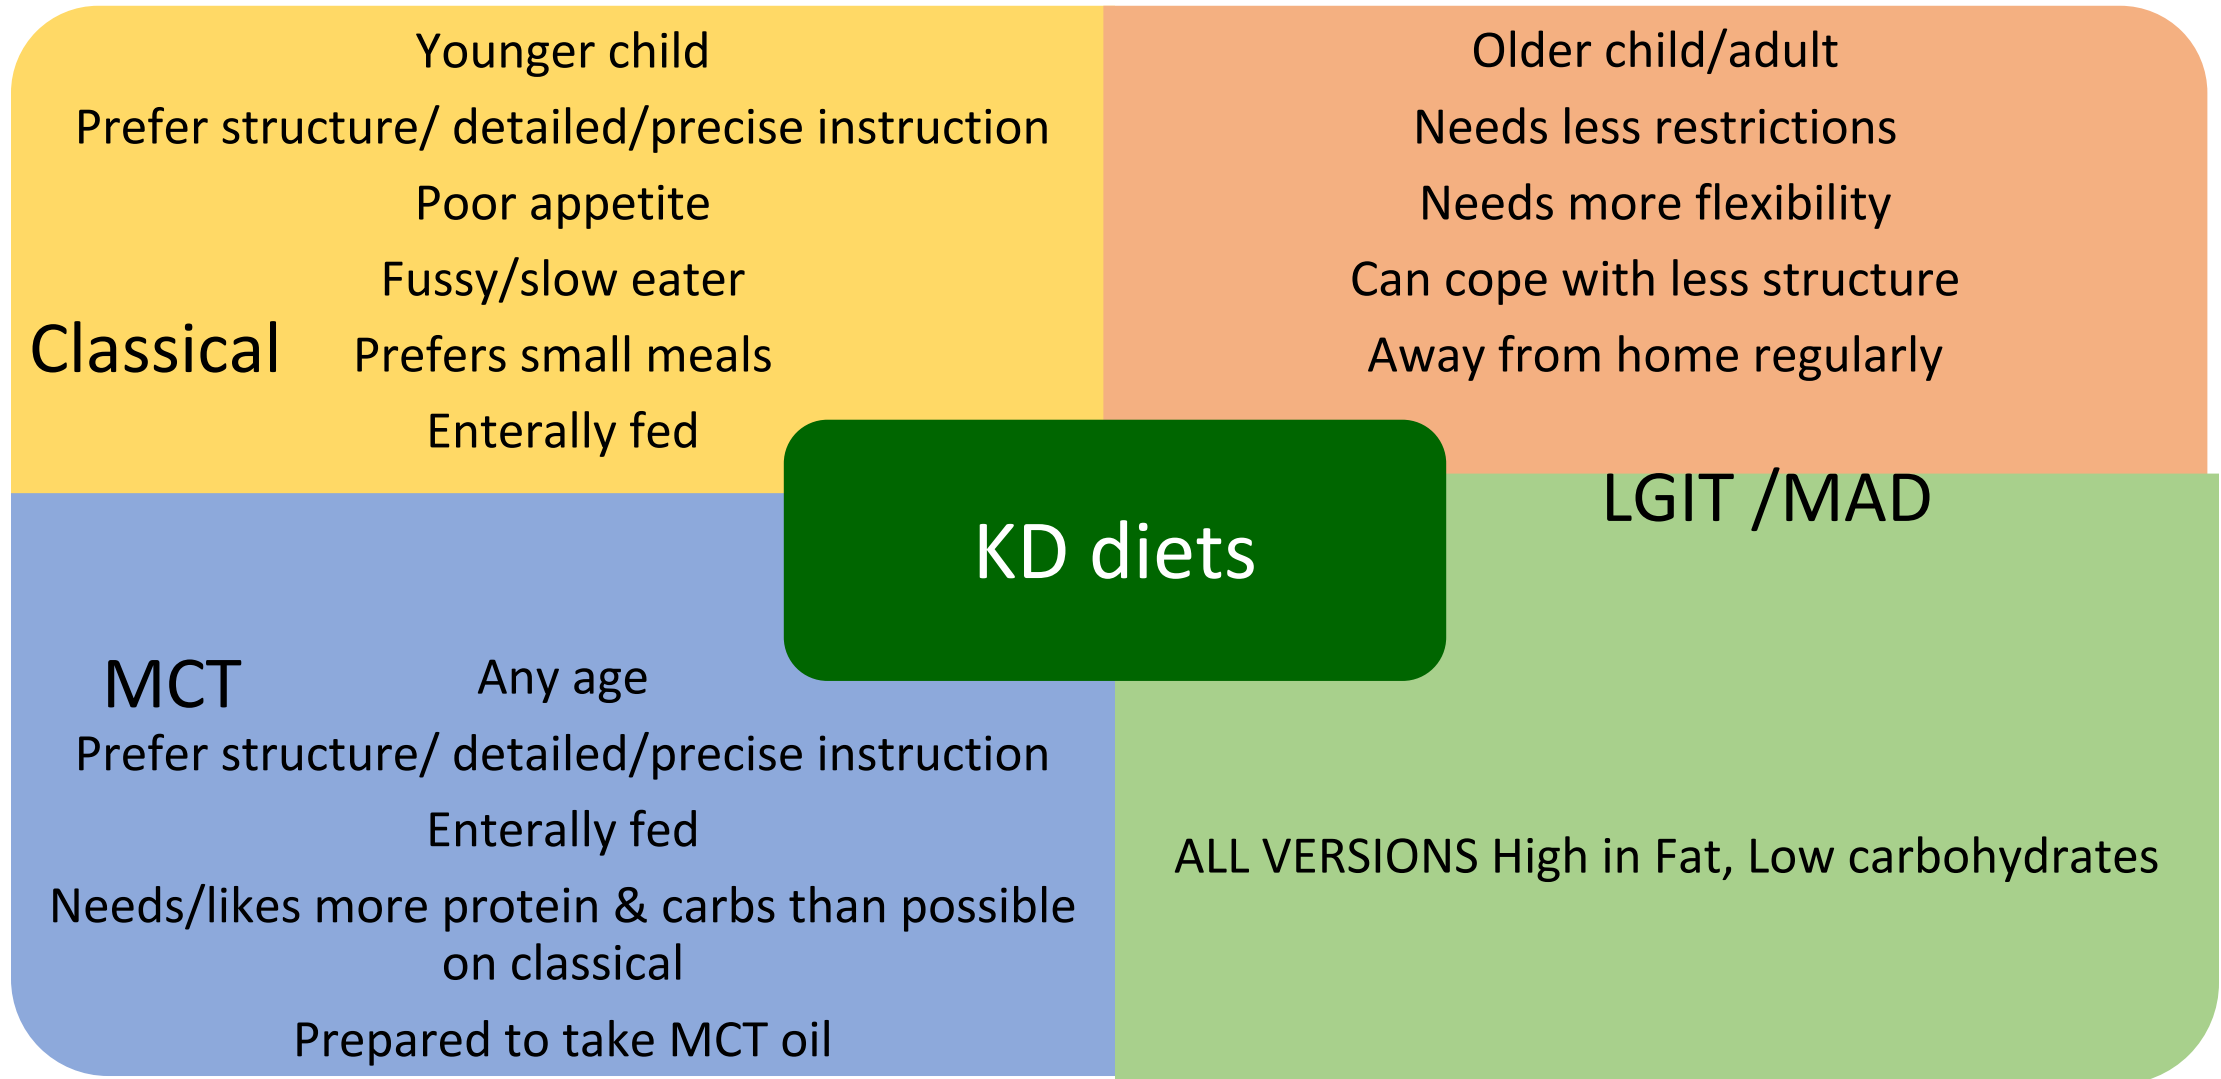 Younger child
Prefer structure/ detailed/precise instruction
Poor appetite
Fussy/slow eater
Classical
Prefers small meals
Enterally fed
Older child/adult
Needs less restrictions
Needs more flexibility
Can cope with less structure
Away from home regularly
LGIT /MAD
KD diets
MCT
Any age
Prefer structure/ detailed/precise instruction
Enterally fed
Needs/likes more protein & carbs than possible
on classical
Prepared to take MCT oil
ALL VERSIONS High in Fat, Low carbohydrates